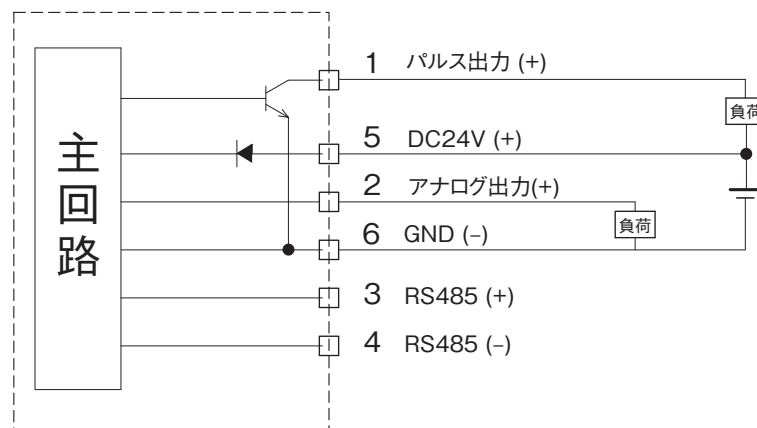 主回路
1 パルス出力 (+)
負荷
5 DC24V (+)
2 アナログ出力(+)
負荷
6 GND (−)
3 RS485 (+)
4 RS485 (−)